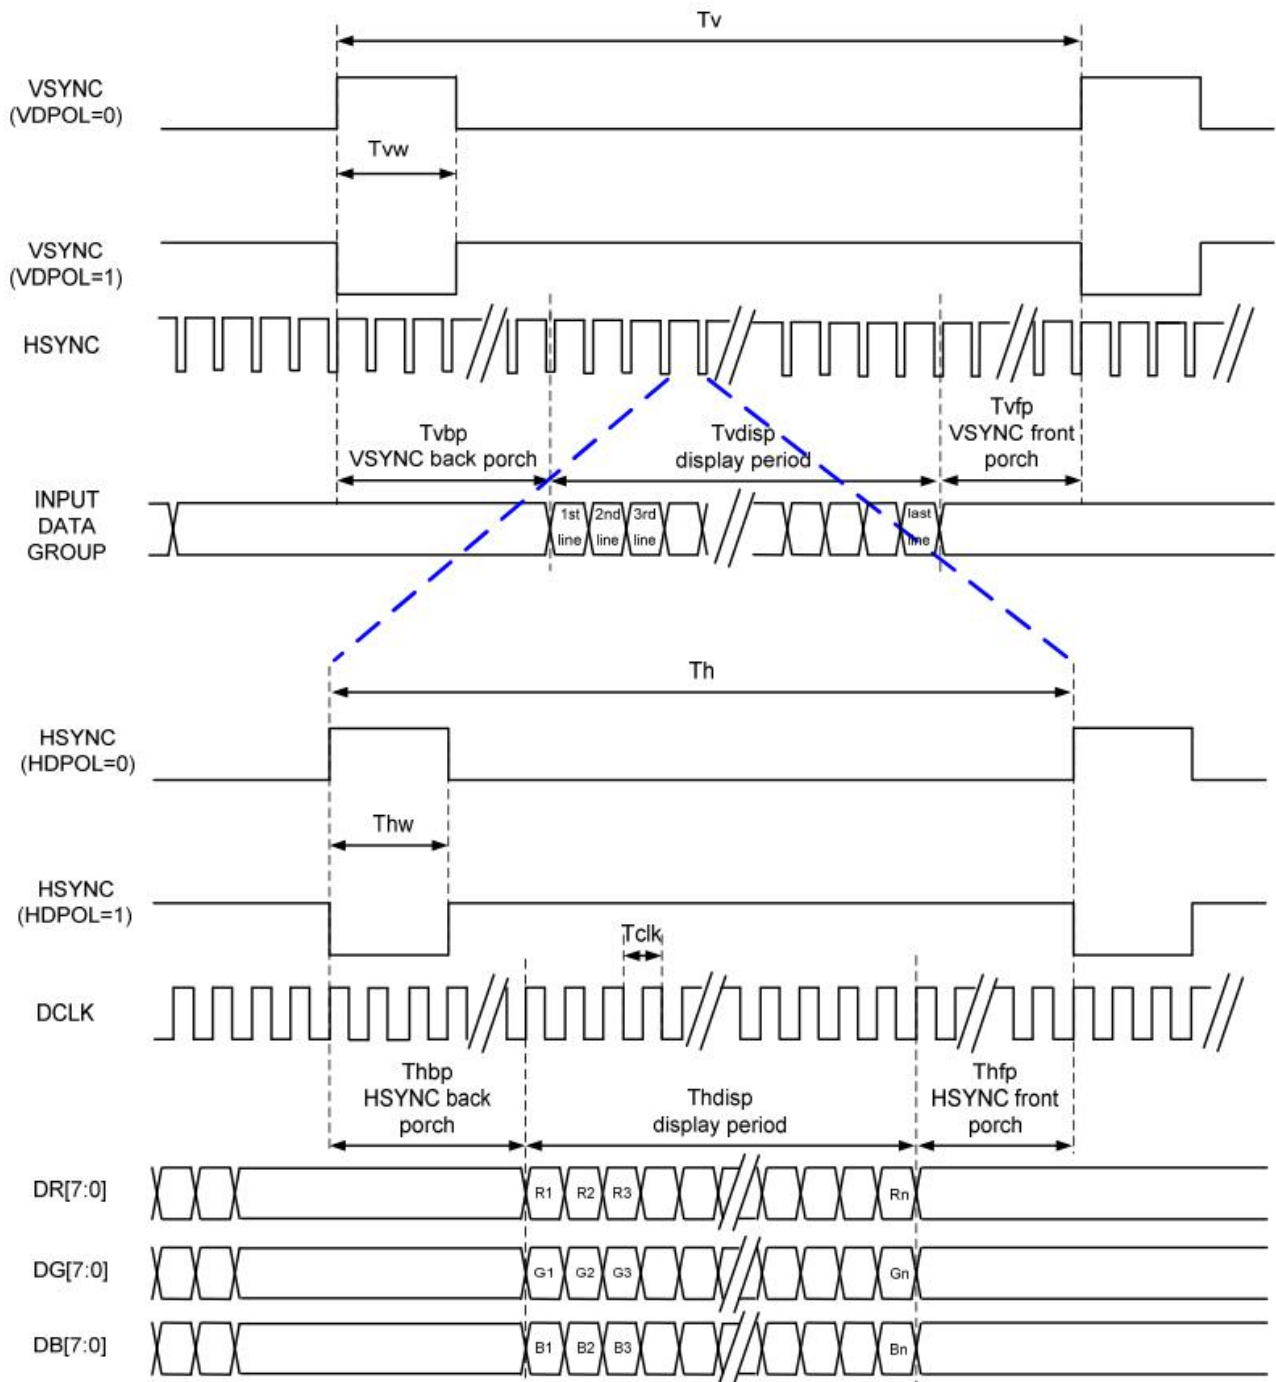 Tv
VSYNC
(VDPOL=0)
Tvw
VSYNC
(VDPOL=1)
HSYNC
Tvbp
VSYNC back porch
Tvdisp
display period
Tvfp
VSYNC front
porch
INPUT
DATA
GROUP
1st
line
2nd
line
3rd
line
last
line
Th
HSYNC
(HDPOL=0)
Thw
HSYNC
(HDPOL=1)
Tclk
DCLK
Thbp
HSYNC back
porch
Thdisp
display period
Thfp
HSYNC front
porch
DR[7:0]
R1 R2 R3 Rn
DG[7:0]
G1 G2 G3 Gn
DB[7:0]
B1 B2 B3 Bn